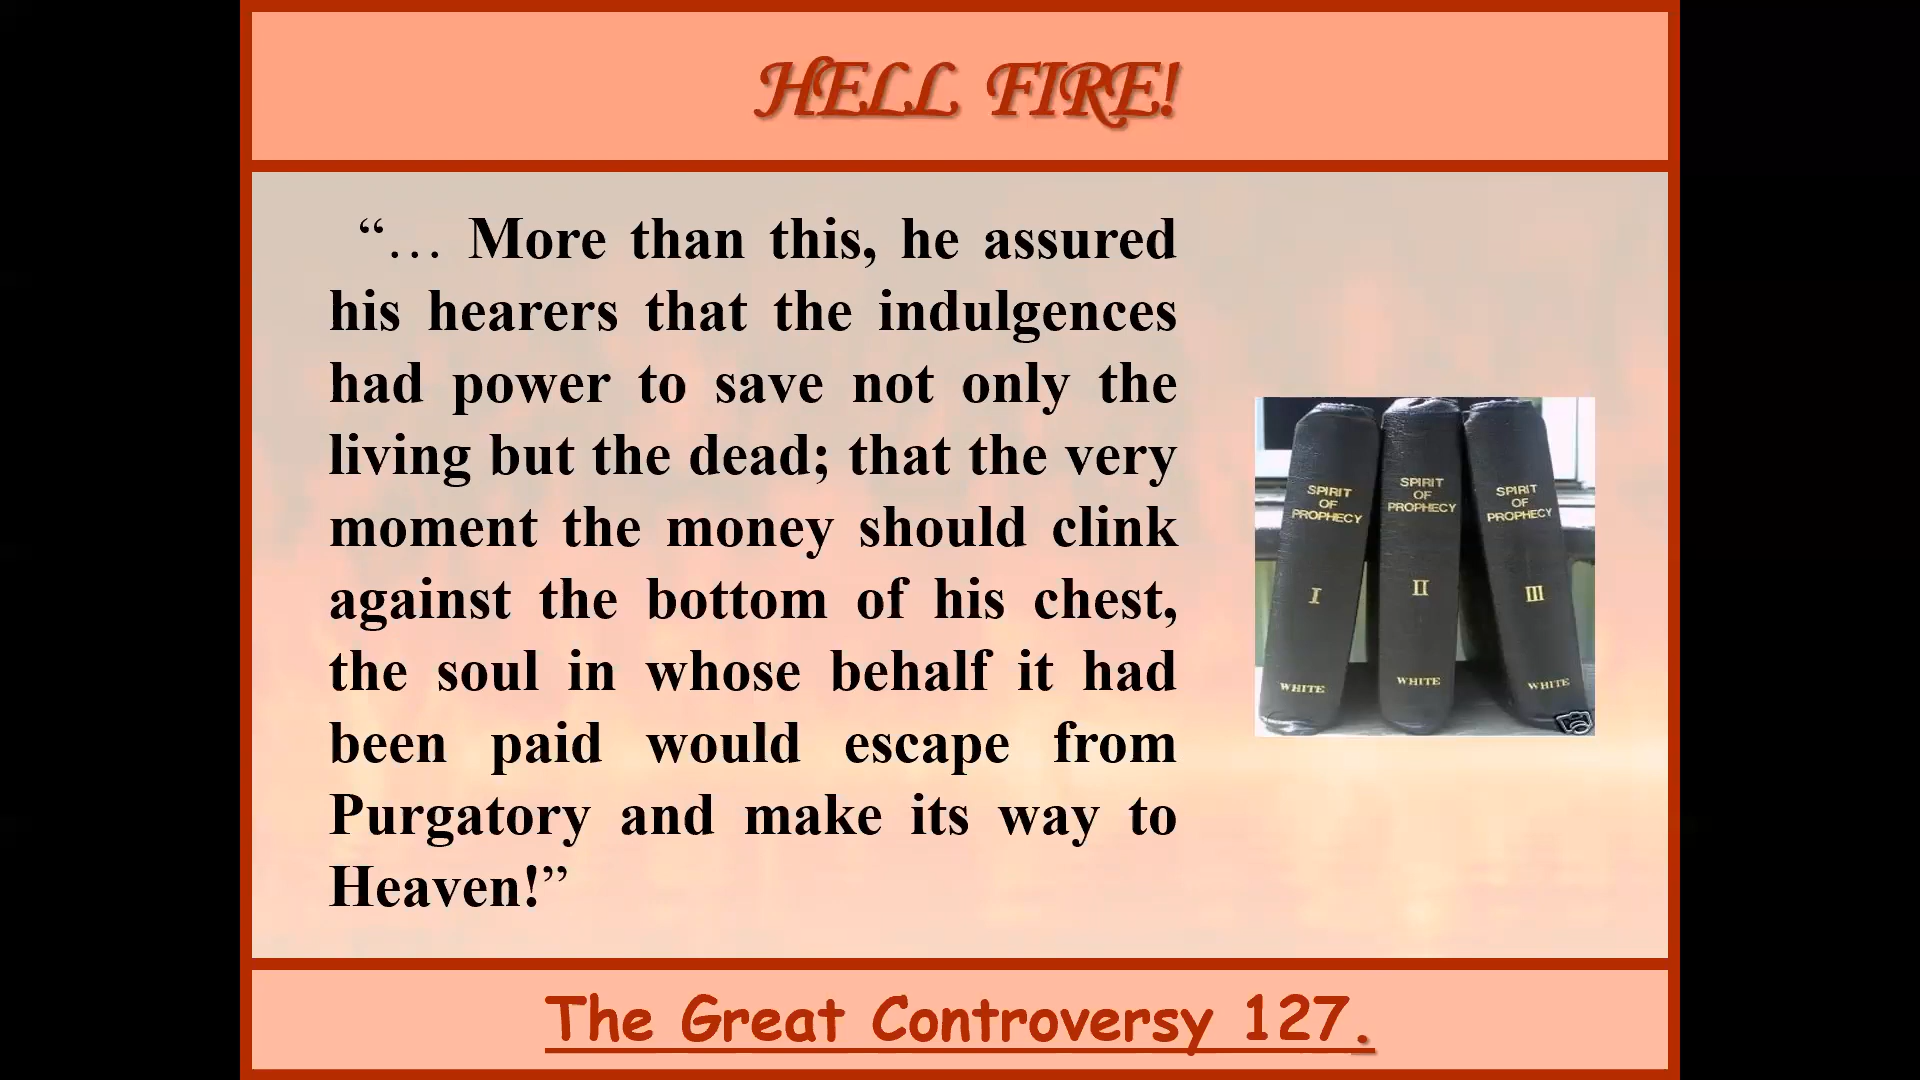 HELL FIRE!
“… More than this, he assured
his hearers that the indulgences
had power to save not only the
living but the dead; that the very
moment the money should clink
against the bottom of his chest,
the soul in whose behalf it had
been paid would escape from
Purgatory and make its way to
Heaven!”
SPIRIT
OF
PROPHECY
I
WHITE
SPIRIT
OF
PROPHECY
II
WHITE
SPIRIT
OF
PROPHECY
III
WHITE
The Great Controversy 127.